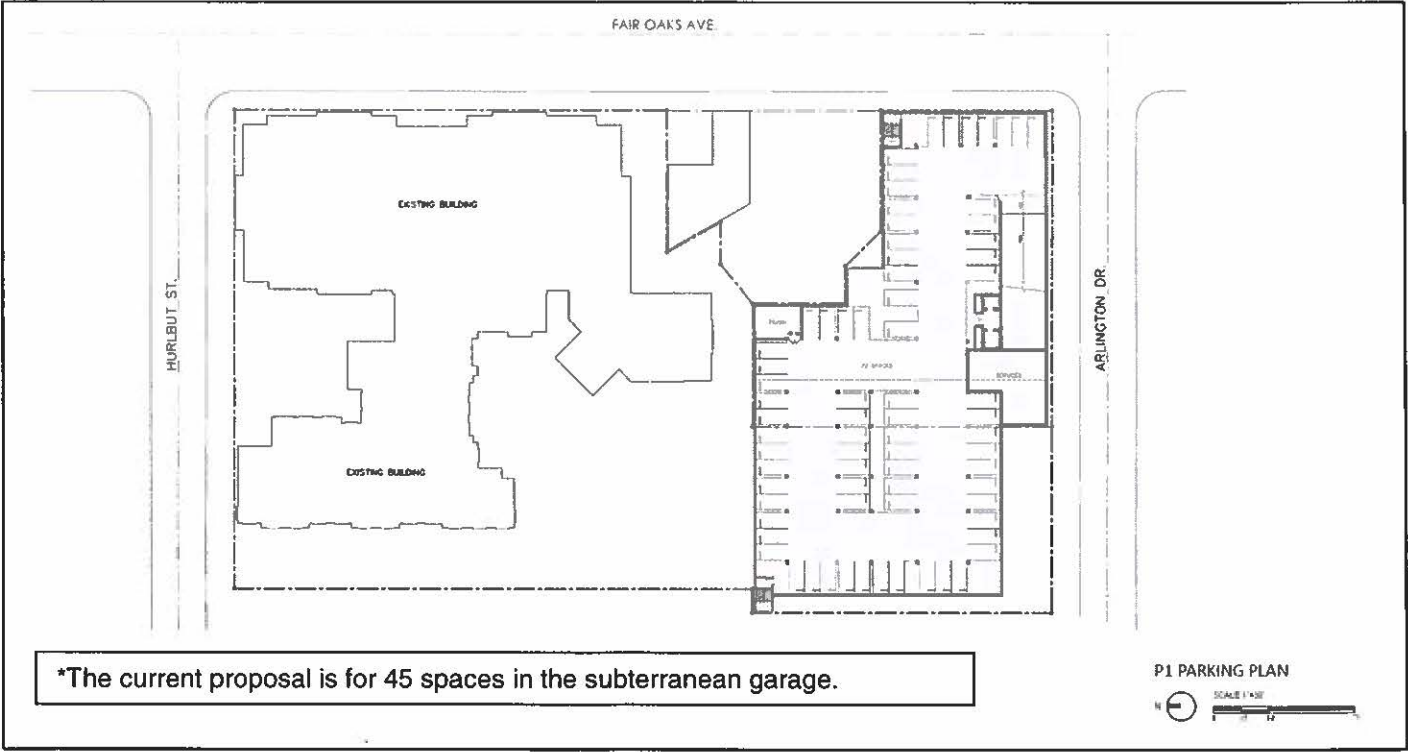 FAIR OAKS AVE.
EXISTING BUILDING
HURLBUT ST.
ARLINGTON DR.
SERVICES
EXISTING BUILDING
*The current proposal is for 45 spaces in the subterranean garage.
P1 PARKING PLAN
N